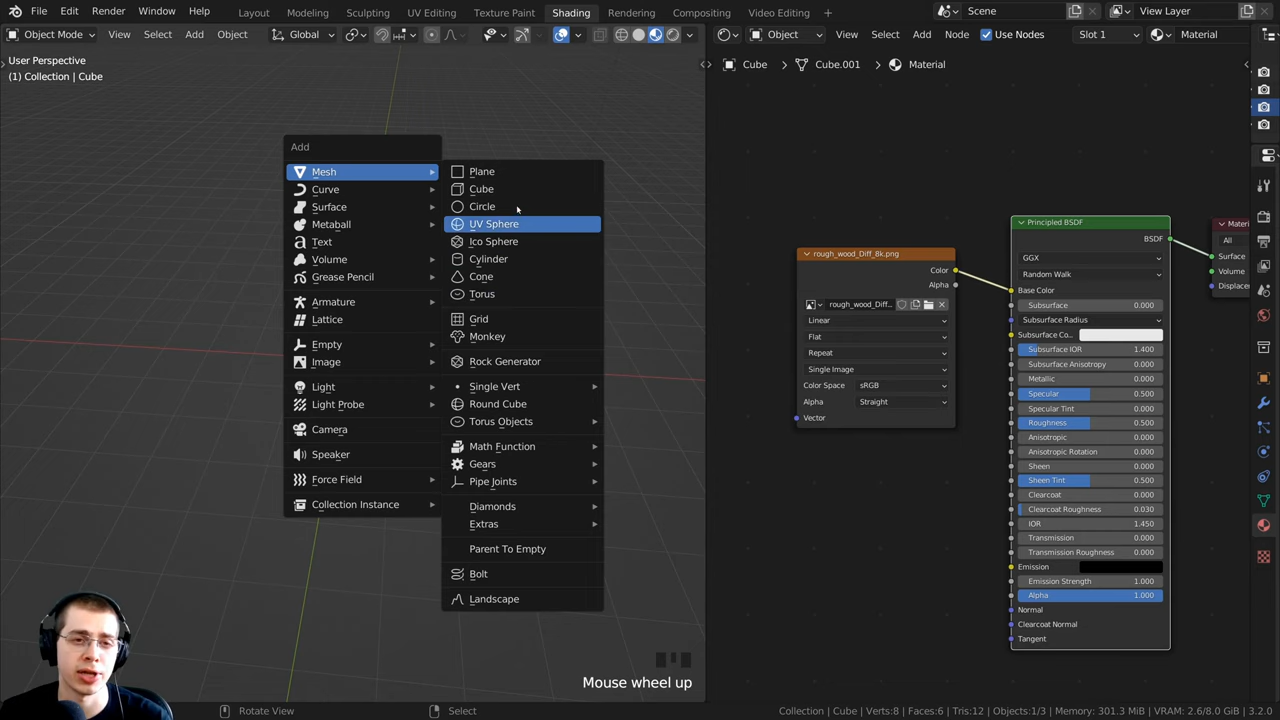 File Edit Render Window Help Layout Modeling Sculpting UV Editing Texture Paint Shading Rendering Compositing Video Editing + Scene View Layer
Object Mode View Select Add Object Global Object View Select Add Node Use Nodes Slot 1 Material
User Perspective
(1) Collection | Cube
Cube > Cube.001 > Material
Add
Mesh
Curve
Surface
Metaball
Text
Volume
Grease Pencil
Armature
Lattice
Empty
Image
Light
Light Probe
Camera
Speaker
Force Field
Collection Instance
Plane
Cube
Circle
UV Sphere
Ico Sphere
Cylinder
Cone
Torus
Grid
Monkey
Rock Generator
Single Vert
Round Cube
Torus Objects
Math Function
Gears
Pipe Joints
Diamonds
Extras
Parent To Empty
Bolt
Landscape
rough_wood_Diff_8k.png
Color
Alpha
rough_wood_Diff...
Linear
Flat
Repeat
Single Image
Color Space sRGB
Alpha Straight
Vector
Principled BSDF
BSDF
GGX
Random Walk
Base Color
Subsurface 0.000
Subsurface Radius
Subsurface Co...
Subsurface IOR 1.400
Subsurface Anisotropy 0.000
Metallic 0.000
Specular 0.500
Specular Tint 0.000
Roughness 0.500
Anisotropic 0.000
Anisotropic Rotation 0.000
Sheen 0.000
Sheen Tint 0.500
Clearcoat 0.000
Clearcoat Roughness 0.030
IOR 1.450
Transmission 0.000
Transmission Roughness 0.000
Emission
Emission Strength 1.000
Alpha 1.000
Normal
Clearcoat Normal
Tangent
Materi
All
Surface
Volume
Displace
Mouse wheel up
Rotate View Select Collection | Cube | Verts:8 | Faces:6 | Tris:12 | Objects:1/3 | Memory: 301.3 MiB | VRAM: 2.6/8.0 GiB | 3.2.0